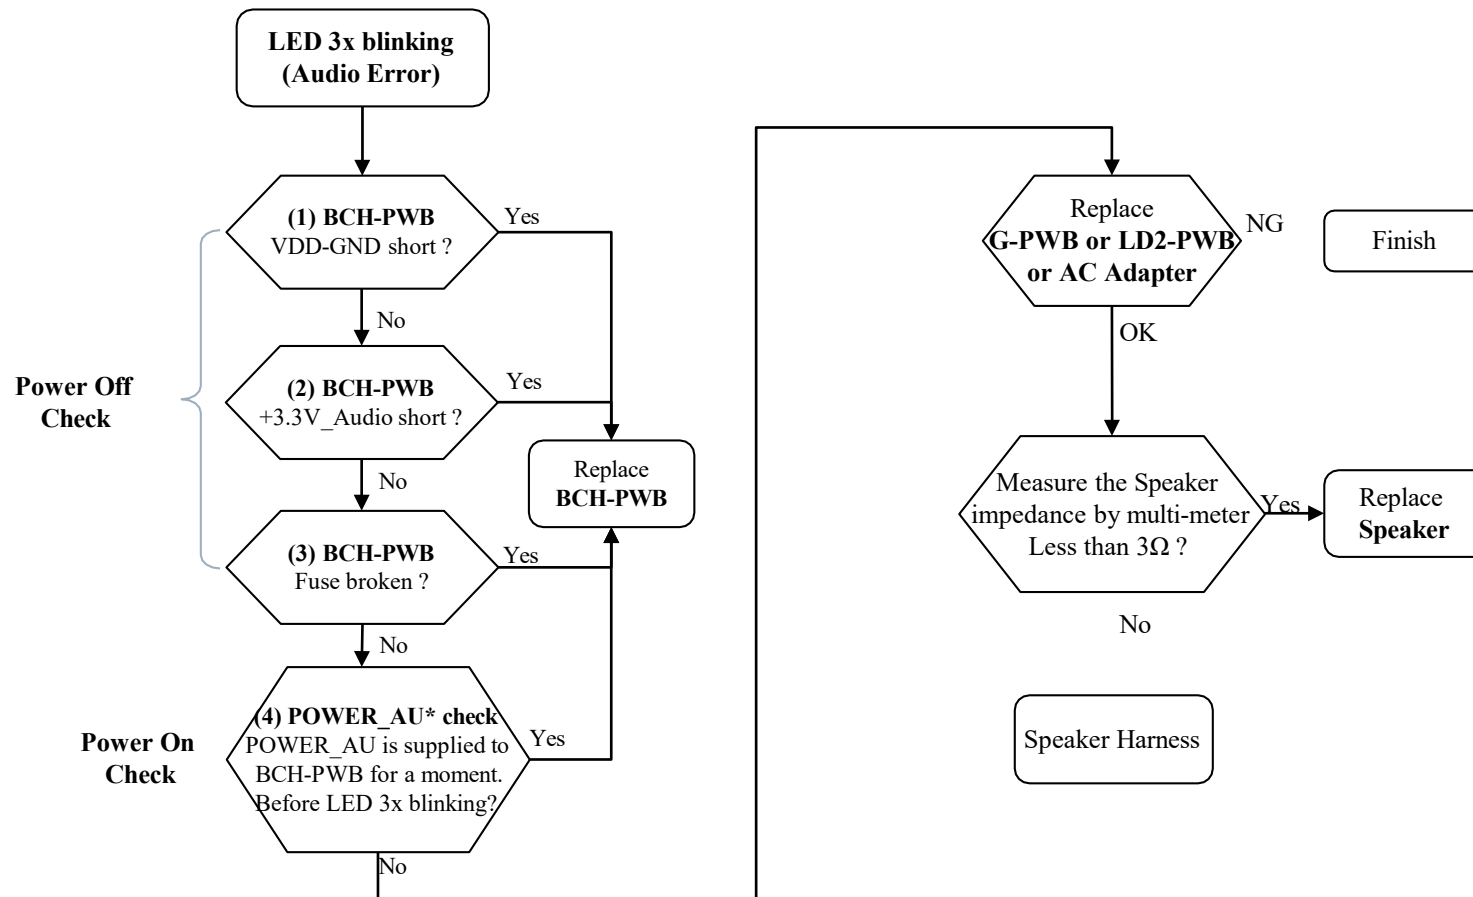 LED 3x blinking
(Audio Error)
(1) BCH-PWB
VDD-GND short ?
Yes
No
Power Off
Check
(2) BCH-PWB
+3.3V_Audio short ?
Yes
No
Replace
BCH-PWB
(3) BCH-PWB
Fuse broken ?
Yes
No
Power On
Check
(4) POWER_AU* check
POWER_AU is supplied to
BCH-PWB for a moment.
Before LED 3x blinking?
Yes
No
Replace
G-PWB or LD2-PWB
or AC Adapter
NG
Finish
OK
Measure the Speaker
impedance by multi-meter
Less than 3Ω ?
Yes
Replace
Speaker
No
Speaker Harness